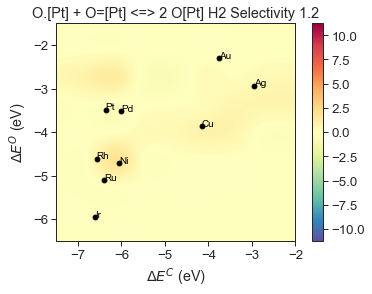 O.[Pt] + O=[Pt] <=> 2 O[Pt] H2 Selectivity 1.2
ΔE^O (eV)
−2
−3
−4
−5
−6
Au
Ag
Pt
Pd
Cu
Rh
Ni
Ru
Ir
−7
−6
−5
−4
−3
−2
ΔE^C (eV)
10.0
7.5
5.0
2.5
0.0
−2.5
−5.0
−7.5
−10.0